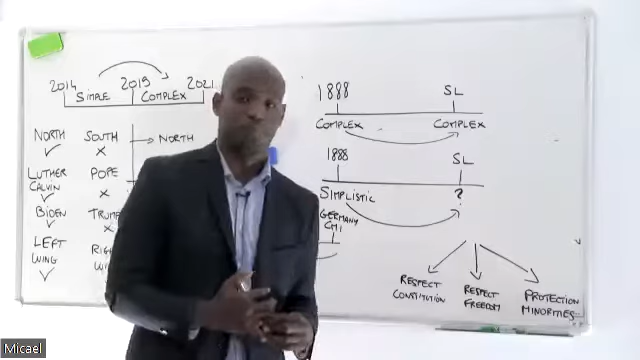 2014 2019 2021
SIMPLE COMPLEX
NORTH SOUTH → NORTH
✓ ×
LUTHER POPE
CALVIN ×
✓
BIDEN TRUMP
✓ ×
LEFT
WING
✓
1888 SL
COMPLEX COMPLEX
1888 SL
SIMPLISTIC ?
GERMANY
RESPECT
CONSTITUTION
RESPECT
FREEDOM
PROTECTION
MINORITIES
Micael